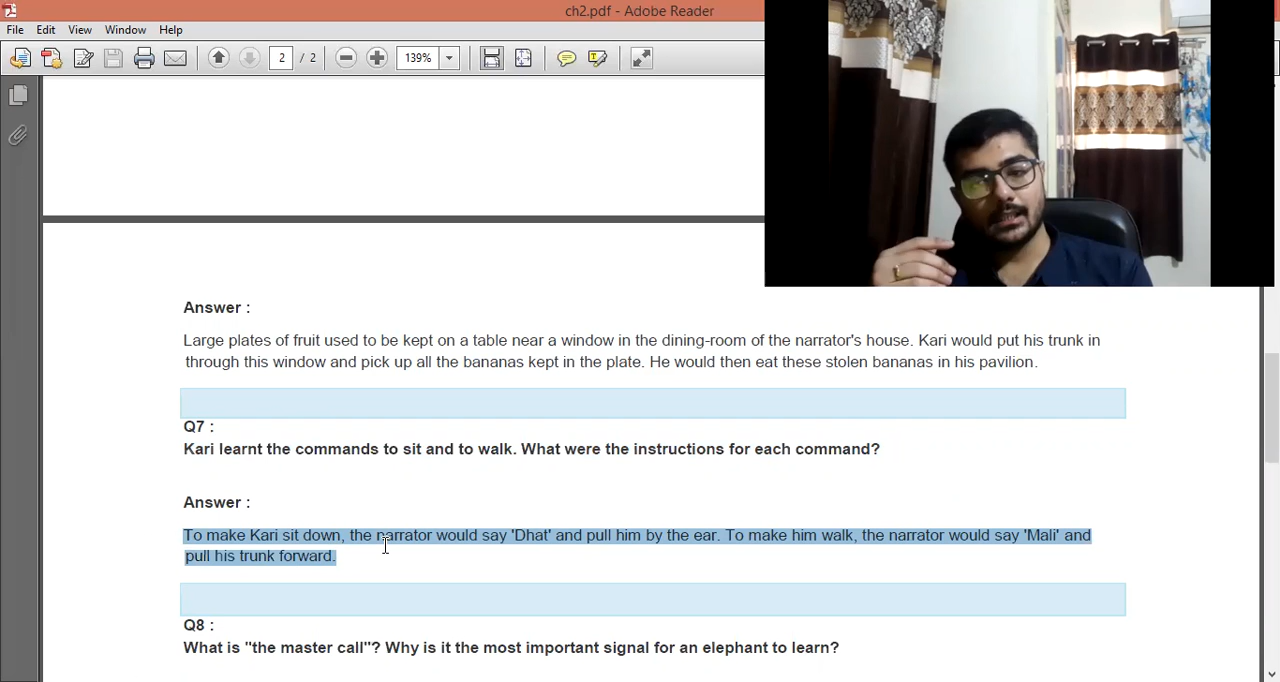 ch2.pdf - Adobe Reader
File Edit View Window Help
2 / 2 139%
Answer :
Large plates of fruit used to be kept on a table near a window in the dining-room of the narrator's house. Kari would put his trunk in
through this window and pick up all the bananas kept in the plate. He would then eat these stolen bananas in his pavilion.
Q7 :
Kari learnt the commands to sit and to walk. What were the instructions for each command?
Answer :
To make Kari sit down, the narrator would say 'Dhat' and pull him by the ear. To make him walk, the narrator would say 'Mali' and
pull his trunk forward.
Q8 :
What is "the master call"? Why is it the most important signal for an elephant to learn?